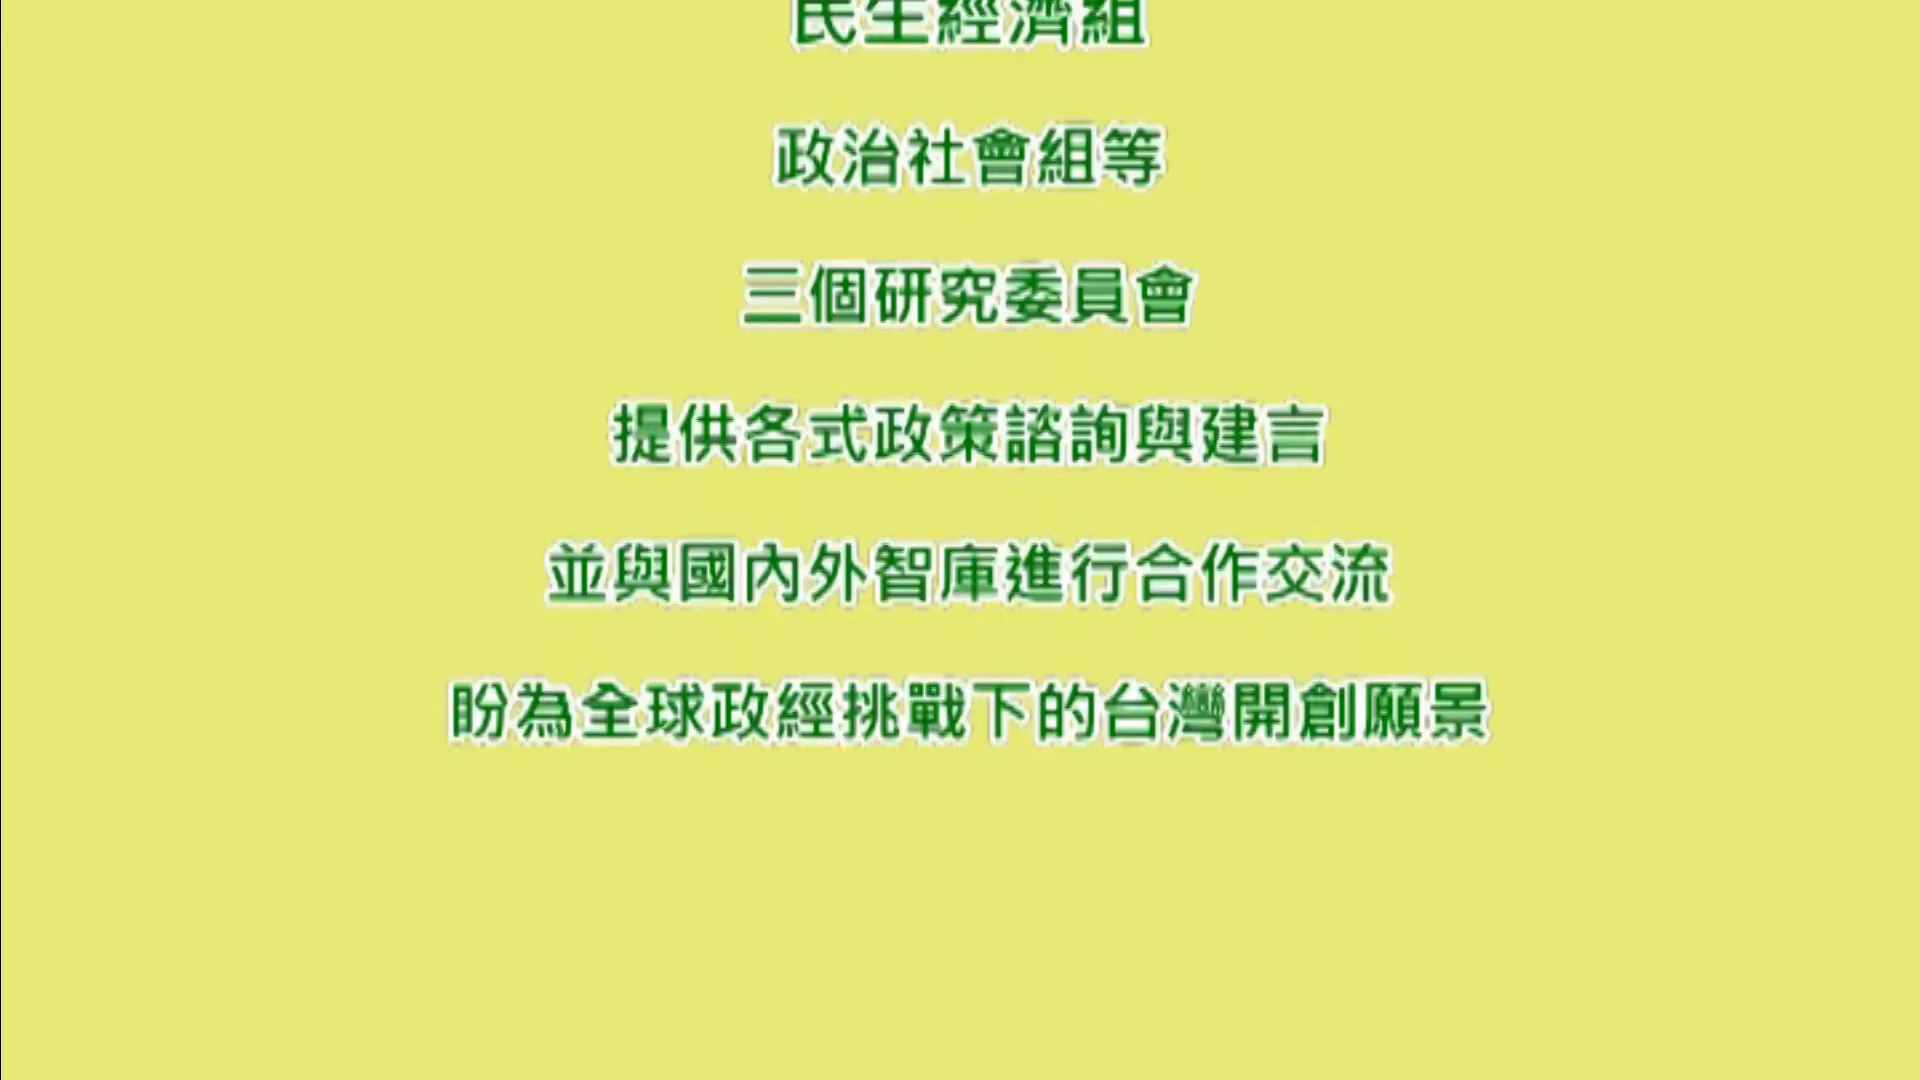 民生經濟組
政治社會組等
三個研究委員會
提供各式政策諮詢與建言
並與國內外智庫進行合作交流
盼為全球政經挑戰下的台灣開創願景